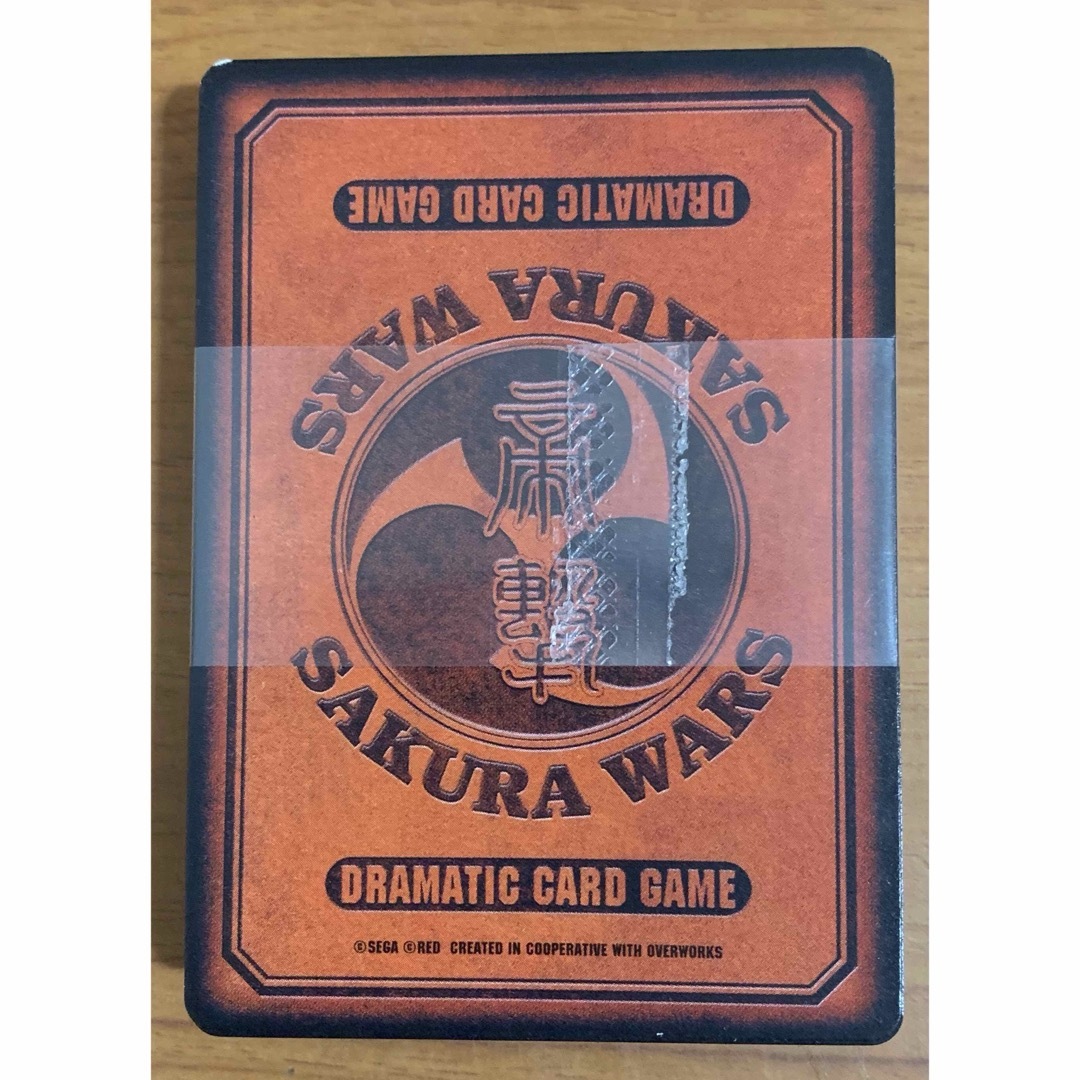 DRAMATIC CARD GAME
SAKURA WARS
SAKURA WARS
DRAMATIC CARD GAME
©SEGA ©RED CREATED IN COOPERATIVE WITH OVERWORKS